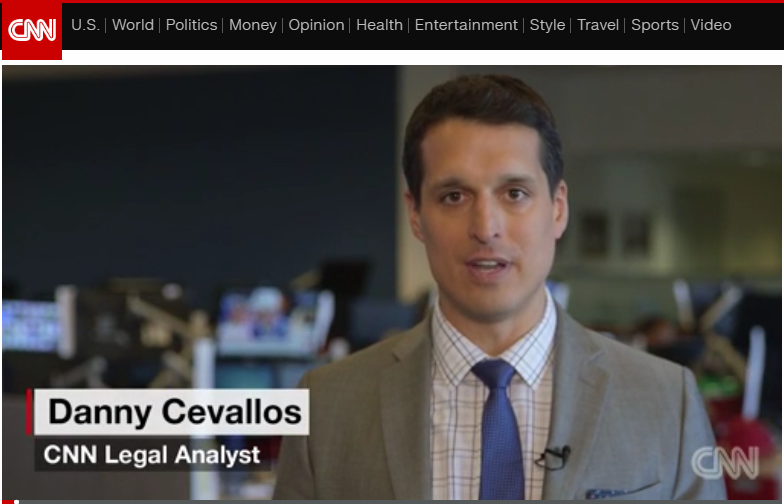 CNN U.S. World Politics Money Opinion Health Entertainment Style Travel Sports Video
Danny Cevallos
CNN Legal Analyst
CNN